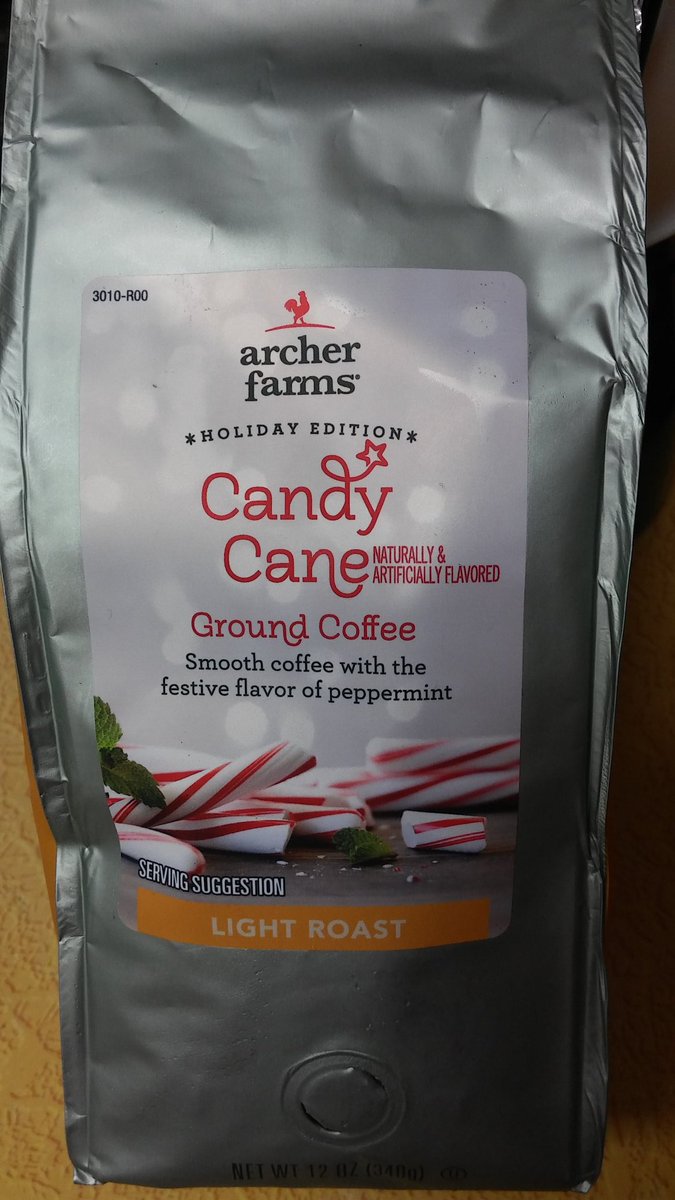 3010-R00
archer
farms®
*HOLIDAY EDITION*
Candy
Cane NATURALLY &
ARTIFICIALLY FLAVORED
Ground Coffee
Smooth coffee with the
festive flavor of peppermint
SERVING SUGGESTION
LIGHT ROAST
NET WT 12 OZ (340g)